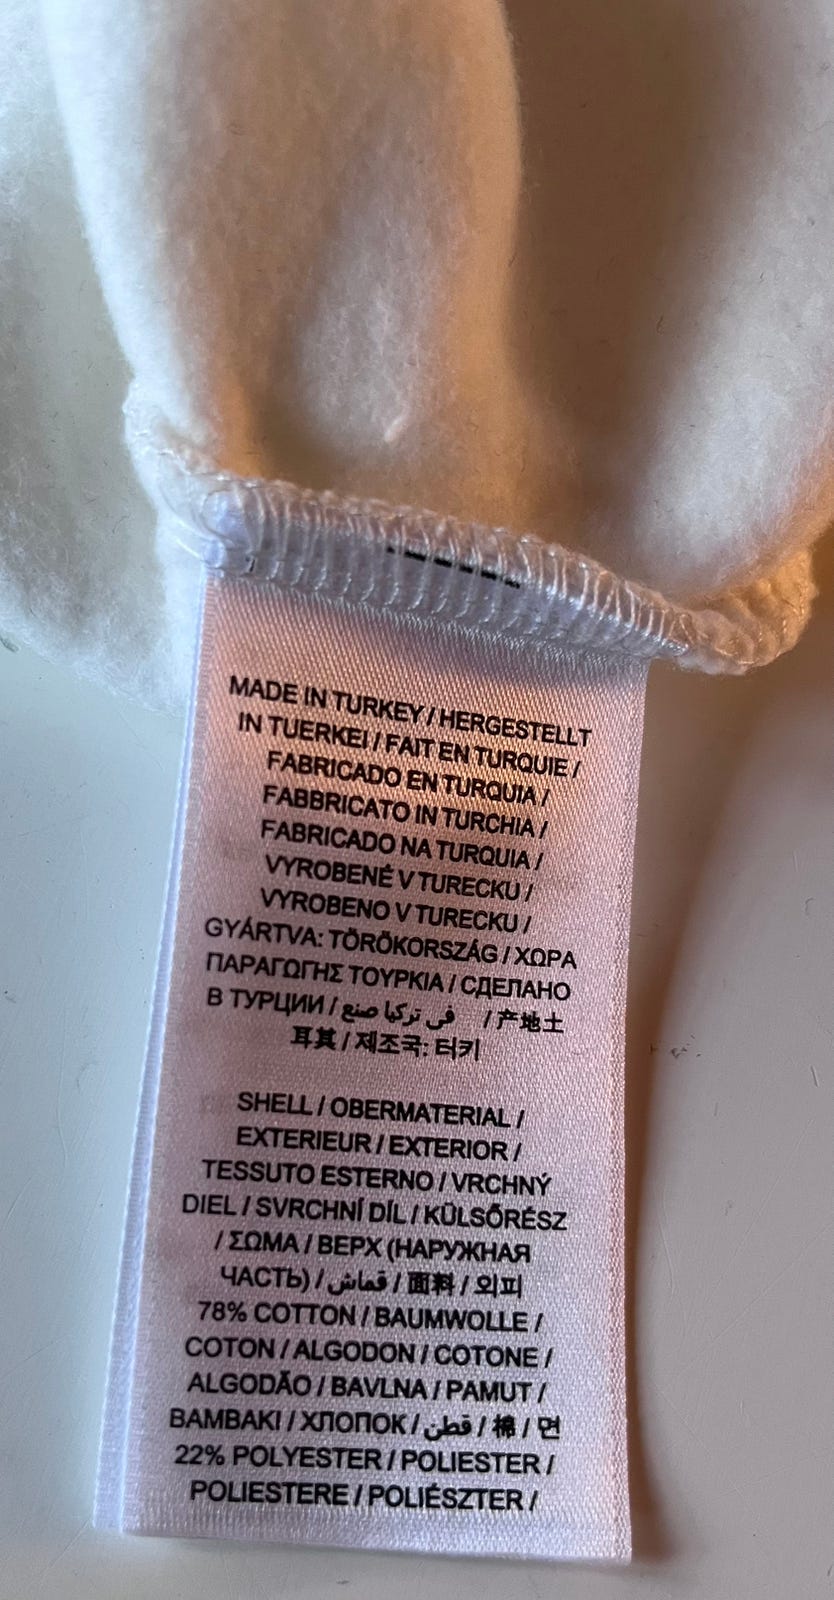 MADE IN TURKEY / HERGESTELLT
IN TUERKEI / FAIT EN TURQUIE /
FABRICADO EN TURQUIA /
FABBRICATO IN TURCHIA /
FABRICADO NA TURQUIA /
VYROBENÉ V TURECKU /
VYROBENO V TURECKU /
GYÁRTVA: TÖRÖKORSZÁG / ΧΩΡΑ
ΠΑΡΑΓΩΓΗΣ ΤΟΥΡΚΙΑ / СДЕЛАНО
В ТУРЦИИ / في تركيا صنع / 产地土
耳其 / 제조국: 터키
SHELL / OBERMATERIAL /
EXTERIEUR / EXTERIOR /
TESSUTO ESTERNO / VRCHNÝ
DIEL / SVRCHNÍ DÍL / KÜLSŐRÉSZ
/ ΣΩΜΑ / ВЕРХ (НАРУЖНАЯ
ЧАСТЬ) / قماش / 面料 / 외피
78% COTTON / BAUMWOLLE /
COTON / ALGODON / COTONE /
ALGODÃO / BAVLNA / PAMUT /
ΒΑΜΒΑΚΙ / ХЛОПОК / قطن / 棉 / 면
22% POLYESTER / POLIESTER /
POLIESTERE / POLIÉSZTER /